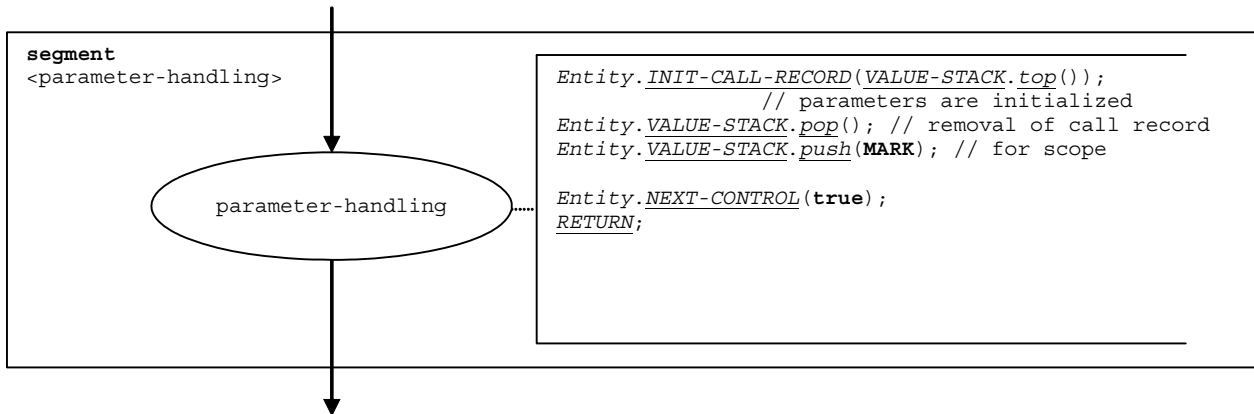 segment
<parameter-handling>
Entity.INIT-CALL-RECORD(VALUE-STACK.top());
// parameters are initialized
Entity.VALUE-STACK.pop(); // removal of call record
Entity.VALUE-STACK.push(MARK); // for scope
parameter-handling
Entity.NEXT-CONTROL(true);
RETURN;